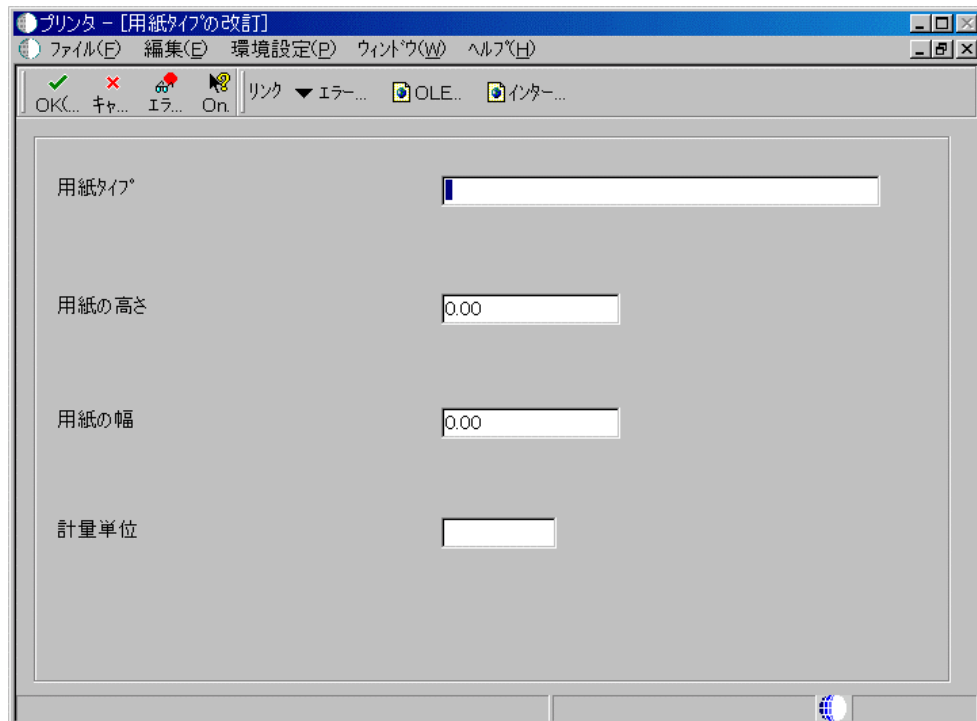 プリンタ - [用紙ﾀｲﾌﾟの改訂]
ﾌｧｲﾙ(F) 編集(E) 環境設定(P) ｳｨﾝﾄﾞｳ(W) ﾍﾙﾌﾟ(H)
OK(... ｷｬ... ｴﾗ... On. ﾘﾝｸ ｴﾗｰ... OLE... ｲﾝﾀｰ...
用紙ﾀｲﾌﾟ
用紙の高さ 0.00
用紙の幅 0.00
計量単位